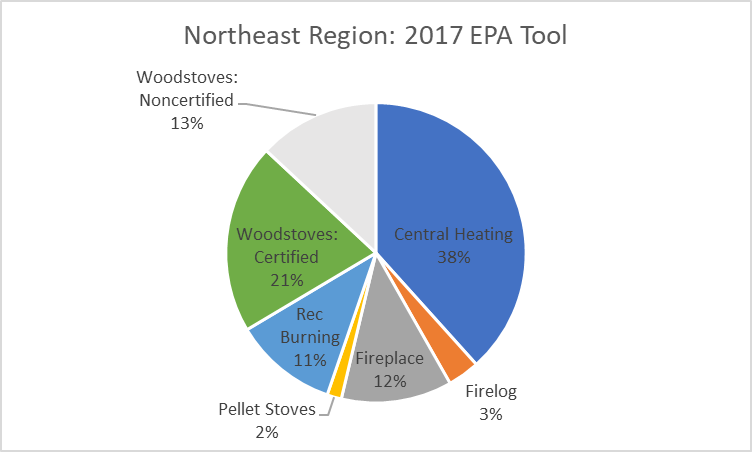 Northeast Region: 2017 EPA Tool
Woodstoves:
Noncertified
13%
Central Heating
38%
Woodstoves:
Certified
21%
Rec
Burning
11%
Fireplace
12%
Firelog
3%
Pellet Stoves
2%